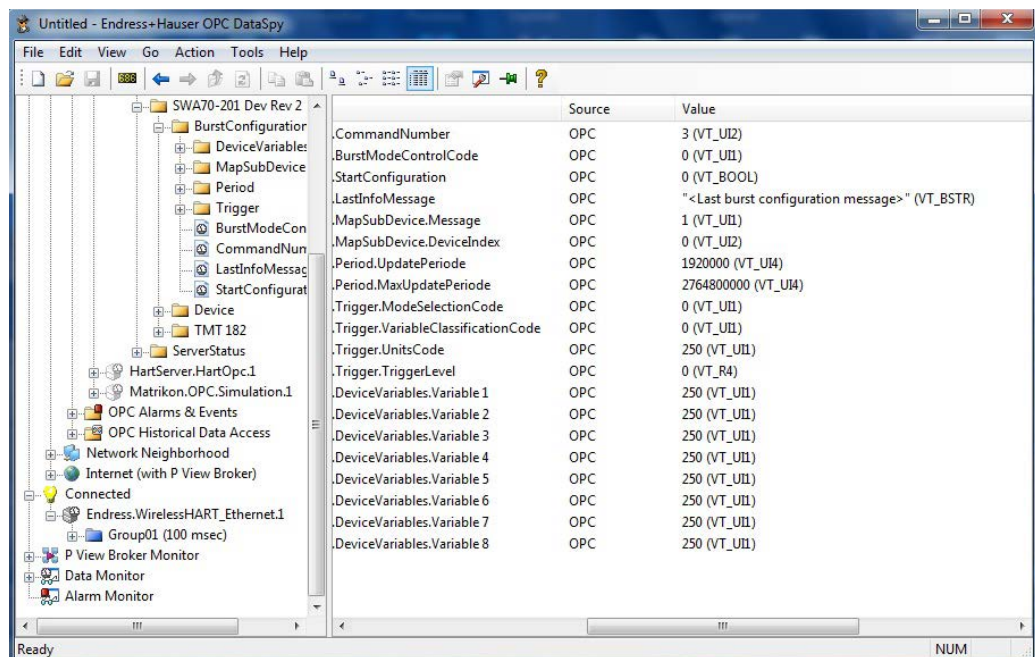 Untitled - Endress+Hauser OPC DataSpy
File Edit View Go Action Tools Help
SWA70-201 Dev Rev 2
BurstConfiguration
DeviceVariables
MapSubDevice
Period
Trigger
BurstModeCon
CommandNum
LastInfoMessag
StartConfigurat
Device
TMT 182
ServerStatus
HartServer.HartOpc.1
Matrikon.OPC.Simulation.1
OPC Alarms & Events
OPC Historical Data Access
Network Neighborhood
Internet (with P View Broker)
Connected
Endress.WirelessHART_Ethernet.1
Group01 (100 msec)
P View Broker Monitor
Data Monitor
Alarm Monitor
Source Value
.CommandNumber OPC 3 (VT_UI2)
.BurstModeControlCode OPC 0 (VT_UI1)
.StartConfiguration OPC 0 (VT_BOOL)
.LastInfoMessage OPC "<Last burst configuration message>" (VT_BSTR)
.MapSubDevice.Message OPC 1 (VT_UI1)
.MapSubDevice.DeviceIndex OPC 0 (VT_UI2)
.Period.UpdatePeriode OPC 1920000 (VT_UI4)
.Period.MaxUpdatePeriode OPC 2764800000 (VT_UI4)
.Trigger.ModeSelectionCode OPC 0 (VT_UI1)
.Trigger.VariableClassificationCode OPC 0 (VT_UI1)
.Trigger.UnitsCode OPC 250 (VT_UI1)
.Trigger.TriggerLevel OPC 0 (VT_R4)
.DeviceVariables.Variable 1 OPC 250 (VT_UI1)
.DeviceVariables.Variable 2 OPC 250 (VT_UI1)
.DeviceVariables.Variable 3 OPC 250 (VT_UI1)
.DeviceVariables.Variable 4 OPC 250 (VT_UI1)
.DeviceVariables.Variable 5 OPC 250 (VT_UI1)
.DeviceVariables.Variable 6 OPC 250 (VT_UI1)
.DeviceVariables.Variable 7 OPC 250 (VT_UI1)
.DeviceVariables.Variable 8 OPC 250 (VT_UI1)
Ready NUM